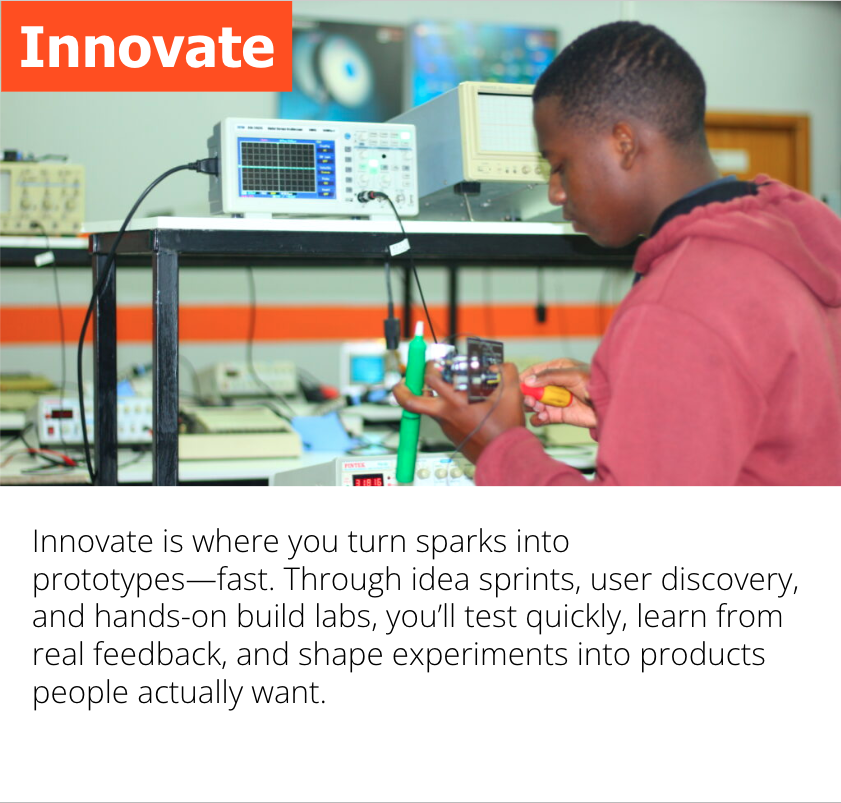 Innovate
PINTEK
Innovate is where you turn sparks into
prototypes—fast. Through idea sprints, user discovery,
and hands-on build labs, you’ll test quickly, learn from
real feedback, and shape experiments into products
people actually want.